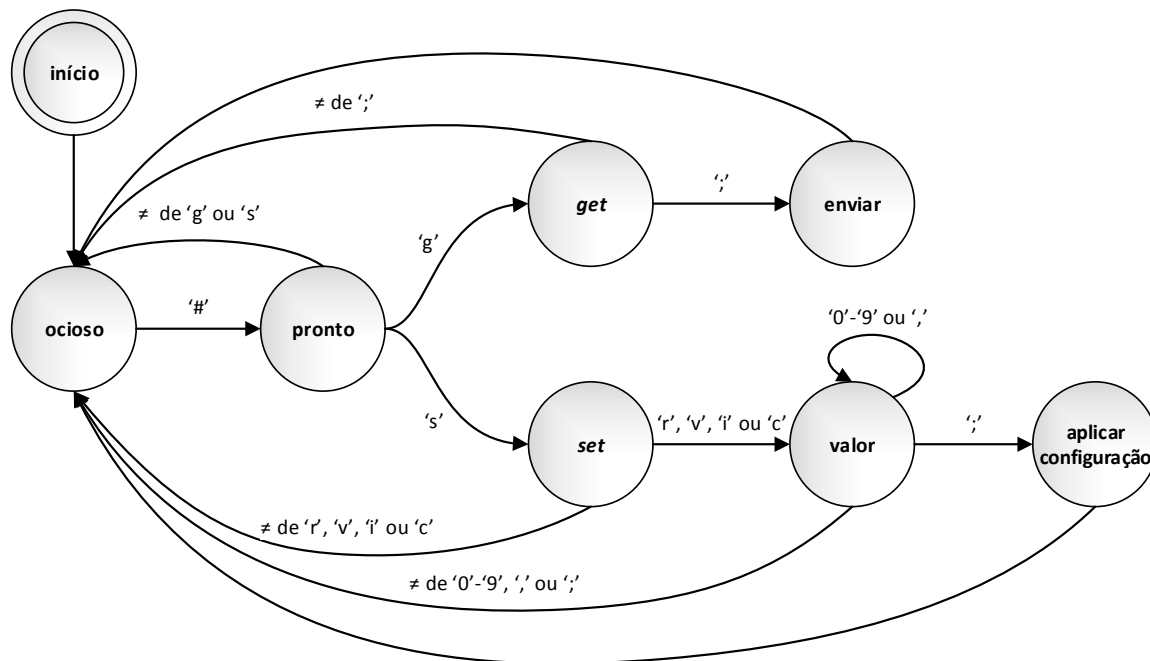 início
≠ de ‘;’
get
‘;’
enviar
≠ de ‘g’ ou ‘s’
‘g’
ocioso
‘#’
pronto
‘0’-‘9’ ou ‘,’
‘s’
set
‘r’, ‘v’, ‘i’ ou ‘c’
valor
‘;’
aplicar
configuração
≠ de ‘r’, ‘v’, ‘i’ ou ‘c’
≠ de ‘0’-‘9’, ‘,’ ou ‘;’